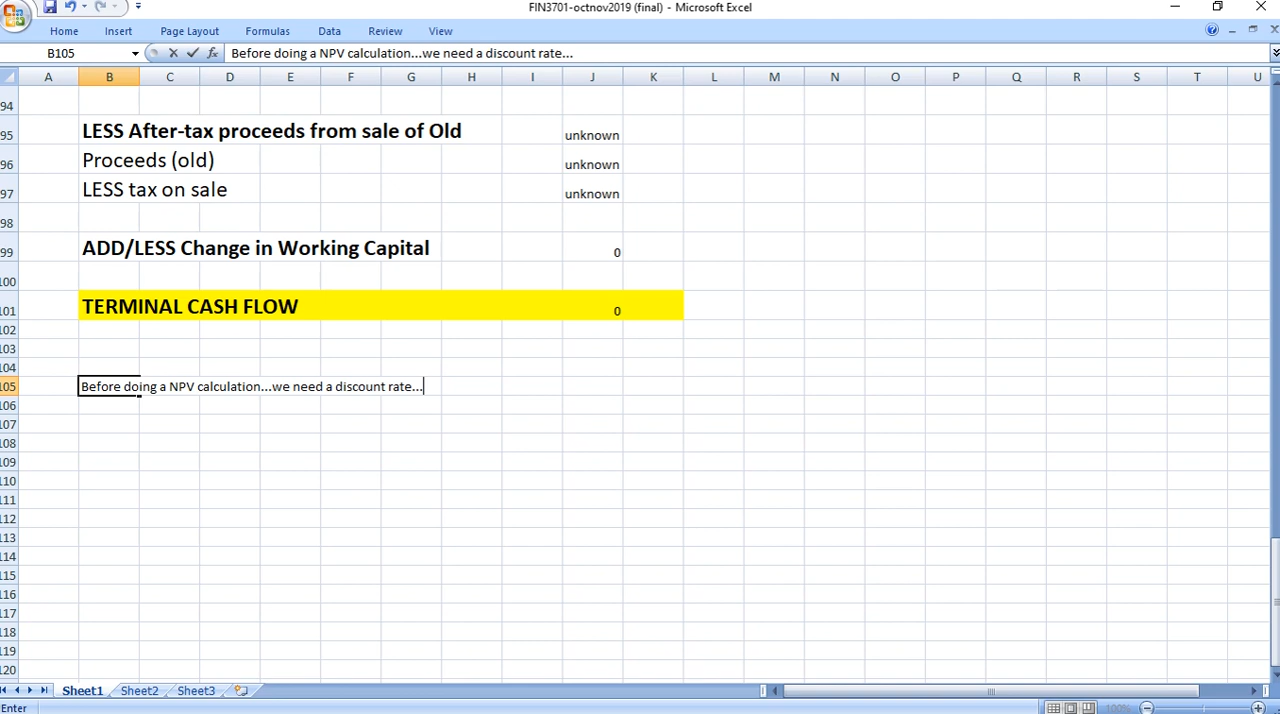 FIN3701-octnov2019 (final) - Microsoft Excel
Home Insert Page Layout Formulas Data Review View
B105 fx Before doing a NPV calculation...we need a discount rate...
A B C D E F G H I J K L M N O P Q R S T U
94
95 LESS After-tax proceeds from sale of Old unknown
96 Proceeds (old) unknown
97 LESS tax on sale unknown
98
99 ADD/LESS Change in Working Capital 0
100
101 TERMINAL CASH FLOW 0
102
103
104
105 Before doing a NPV calculation...we need a discount rate...
106
107
108
109
110
111
112
113
114
115
116
117
118
119
120
Sheet1 Sheet2 Sheet3
Enter 100%